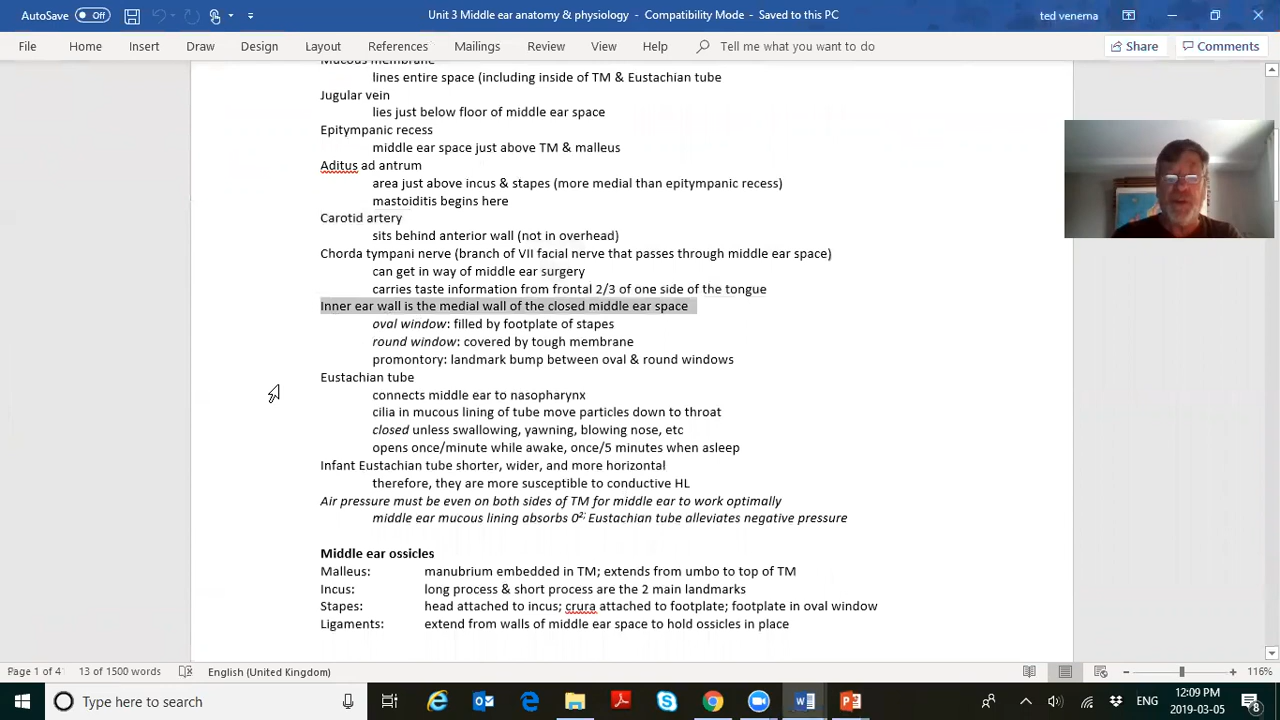 AutoSave Off Unit 3 Middle ear anatomy & physiology - Compatibility Mode - Saved to this PC ted venema
File Home Insert Draw Design Layout References Mailings Review View Help Tell me what you want to do Share Comments
Mucous membrane
lines entire space (including inside of TM & Eustachian tube
Jugular vein
lies just below floor of middle ear space
Epitympanic recess
middle ear space just above TM & malleus
Aditus ad antrum
area just above incus & stapes (more medial than epitympanic recess)
mastoiditis begins here
Carotid artery
sits behind anterior wall (not in overhead)
Chorda tympani nerve (branch of VII facial nerve that passes through middle ear space)
can get in way of middle ear surgery
carries taste information from frontal 2/3 of one side of the tongue
Inner ear wall is the medial wall of the closed middle ear space
oval window: filled by footplate of stapes
round window: covered by tough membrane
promontory: landmark bump between oval & round windows
Eustachian tube
connects middle ear to nasopharynx
cilia in mucous lining of tube move particles down to throat
closed unless swallowing, yawning, blowing nose, etc
opens once/minute while awake, once/5 minutes when asleep
Infant Eustachian tube shorter, wider, and more horizontal
therefore, they are more susceptible to conductive HL
Air pressure must be even on both sides of TM for middle ear to work optimally
middle ear mucous lining absorbs 0²; Eustachian tube alleviates negative pressure
Middle ear ossicles
Malleus: manubrium embedded in TM; extends from umbo to top of TM
Incus: long process & short process are the 2 main landmarks
Stapes: head attached to incus; crura attached to footplate; footplate in oval window
Ligaments: extend from walls of middle ear space to hold ossicles in place
Page 1 of 4 13 of 1500 words English (United Kingdom) 116%
Type here to search ENG 12:09 PM
2019-03-05 8